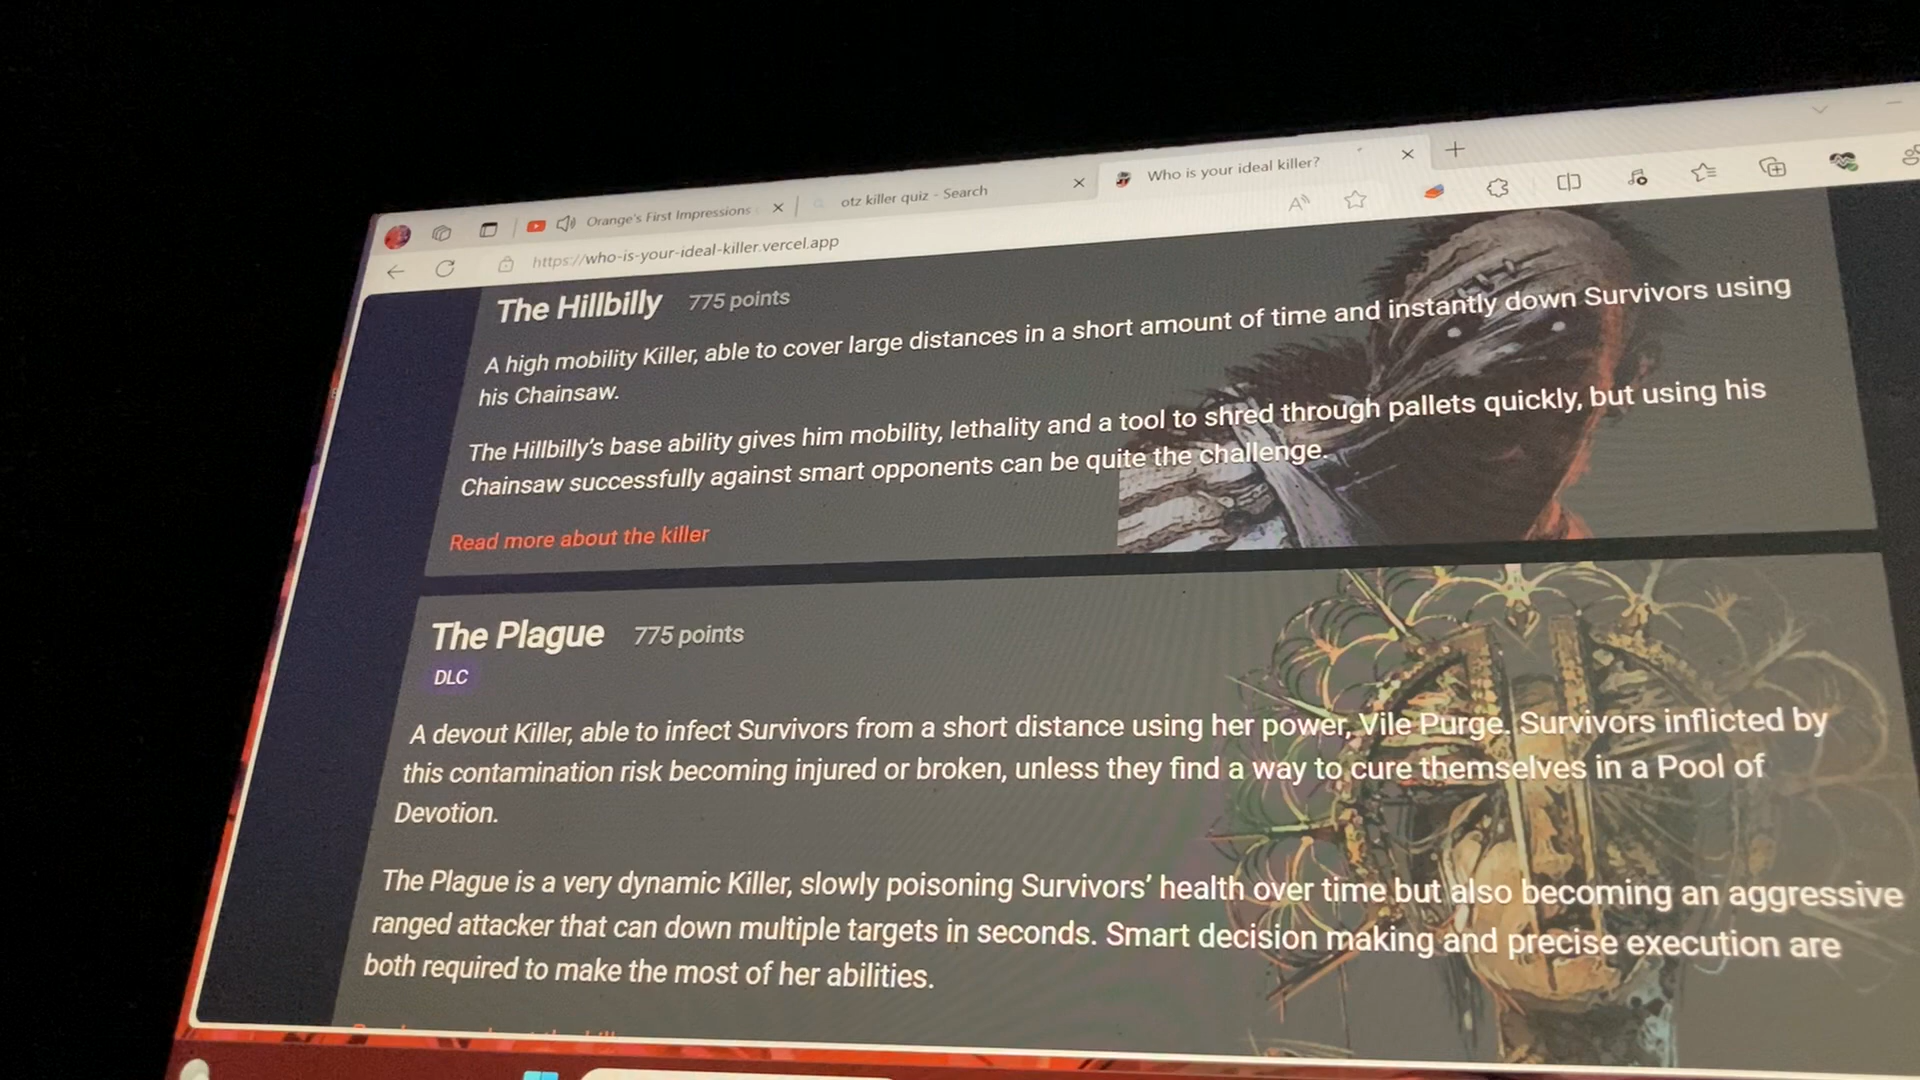 Orange's First Impressions
otz killer quiz - Search
Who is your ideal killer?
https://who-is-your-ideal-killer.vercel.app
The Hillbilly 775 points
A high mobility Killer, able to cover large distances in a short amount of time and instantly down Survivors using
his Chainsaw.
The Hillbilly's base ability gives him mobility, lethality and a tool to shred through pallets quickly, but using his
Chainsaw successfully against smart opponents can be quite the challenge.
Read more about the killer
The Plague 775 points
DLC
A devout Killer, able to infect Survivors from a short distance using her power, Vile Purge. Survivors inflicted by
this contamination risk becoming injured or broken, unless they find a way to cure themselves in a Pool of
Devotion.
The Plague is a very dynamic Killer, slowly poisoning Survivors' health over time but also becoming an aggressive
ranged attacker that can down multiple targets in seconds. Smart decision making and precise execution are
both required to make the most of her abilities.